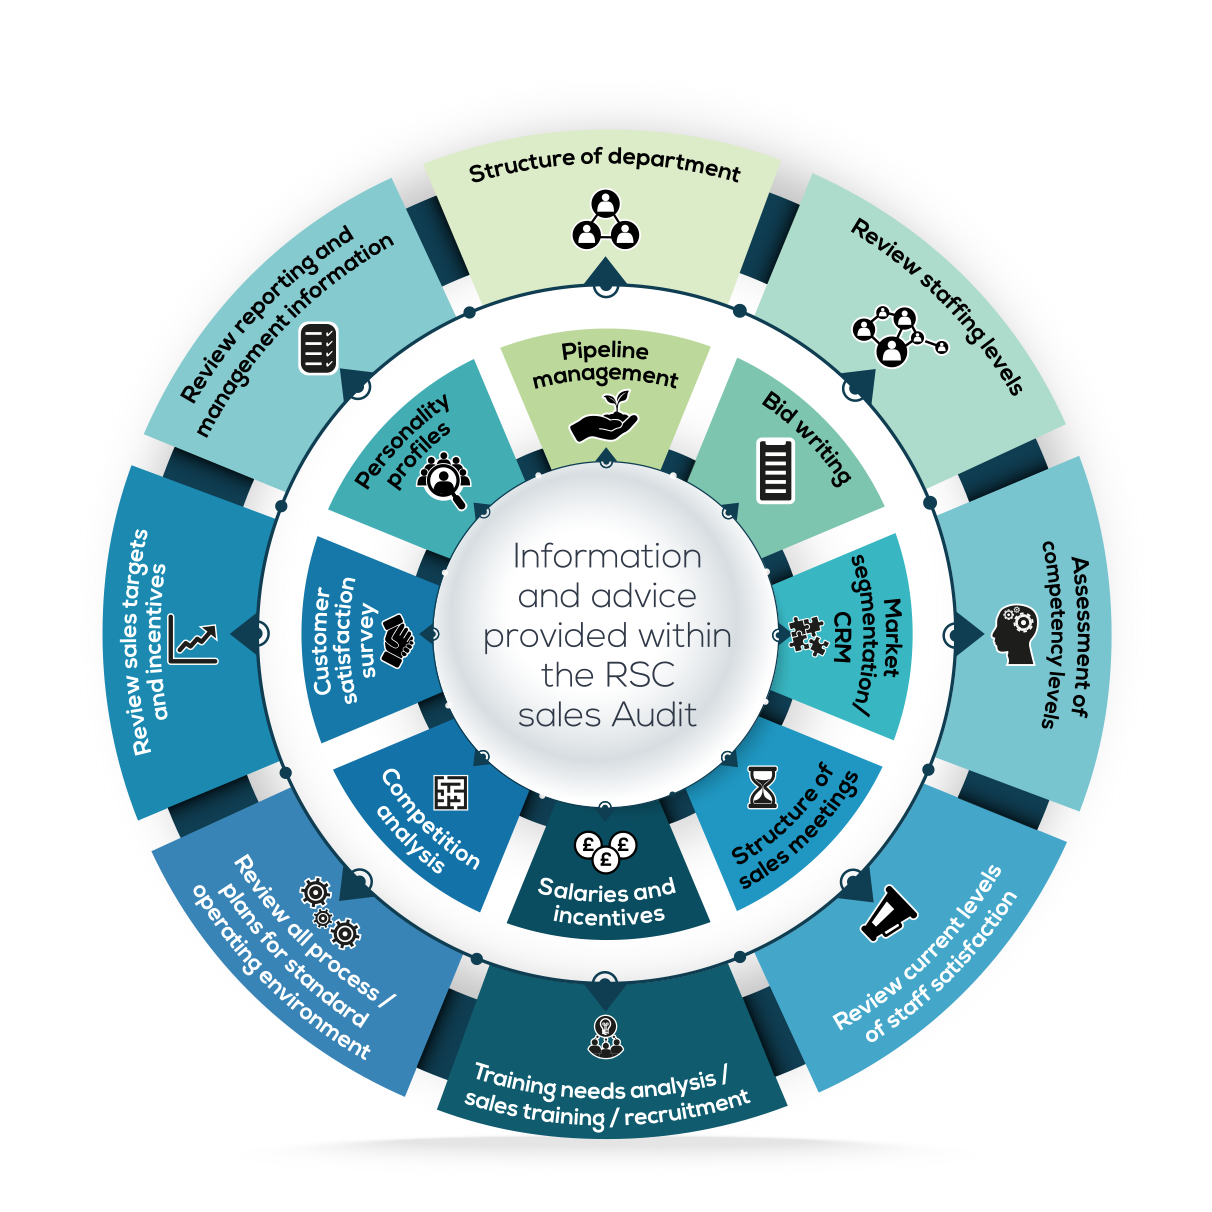 Structure of department
Review staffing levels
Assessment of
competency levels
Review current levels
of staff satisfaction
Training needs analysis /
sales training / recruitment
Review all process /
plans for standard
operating environment
Review sales targets
and incentives
Review reporting and
management information
Pipeline
management
Bid writing
Market
segmentation/
CRM
Structure of
sales meetings
£ £
£
Salaries and
incentives
Competition
analysis
Customer
satisfaction
survey
Personality
profiles
Information
and advice
provided within
the RSC
sales Audit